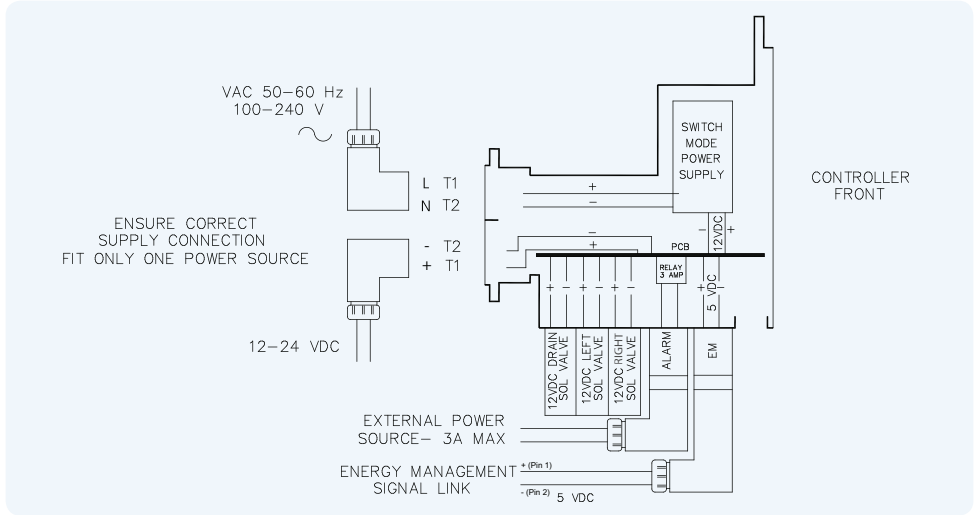 VAC 50-60 Hz
100-240 V
L T1
N T2
ENSURE CORRECT
SUPPLY CONNECTION
FIT ONLY ONE POWER SOURCE
- T2
+ T1
12-24 VDC
SWITCH
MODE
POWER
SUPPLY
CONTROLLER
FRONT
+
-
- 12VDC +
-
+
PCB
RELAY
3 AMP
+ - + - + -
+ 5 VDC -
12VDC DRAIN
SOL VALVE
12VDC LEFT
SOL VALVE
12VDC RIGHT
SOL VALVE
ALARM
EM
EXTERNAL POWER
SOURCE- 3A MAX
ENERGY MANAGEMENT
SIGNAL LINK
+ (Pin 1)
- (Pin 2) 5 VDC